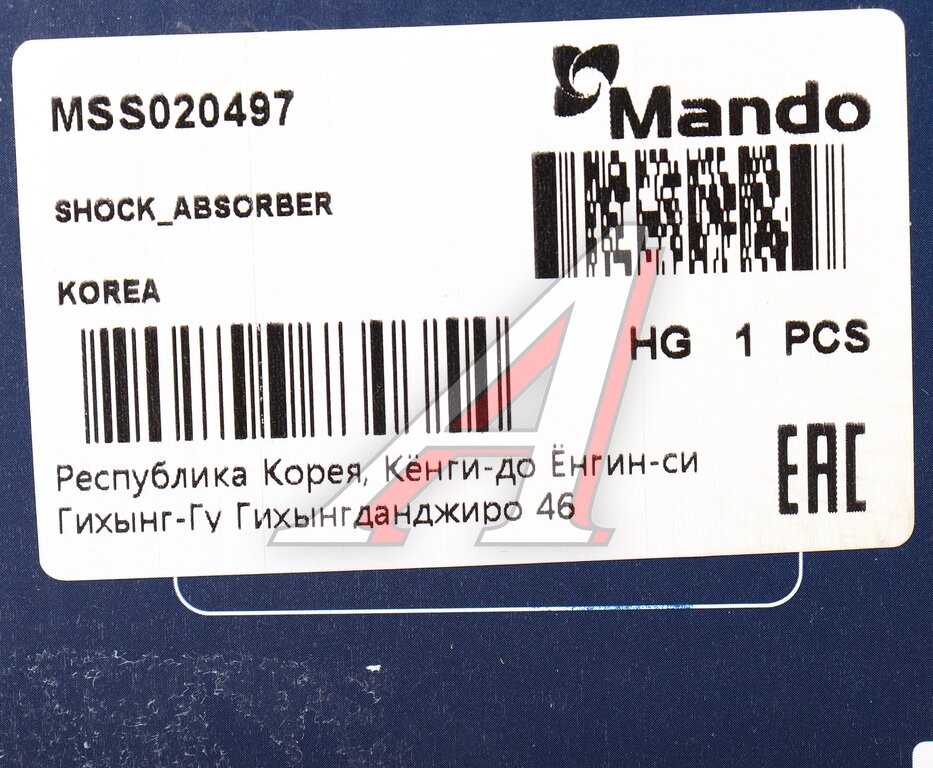 MSS020497
Mando
SHOCK_ABSORBER
KOREA
HG 1 PCS
EAC
Республика Корея, Кёнги-до Ёнгин-си
Гихынг-Гу Гихынгданджиро 46